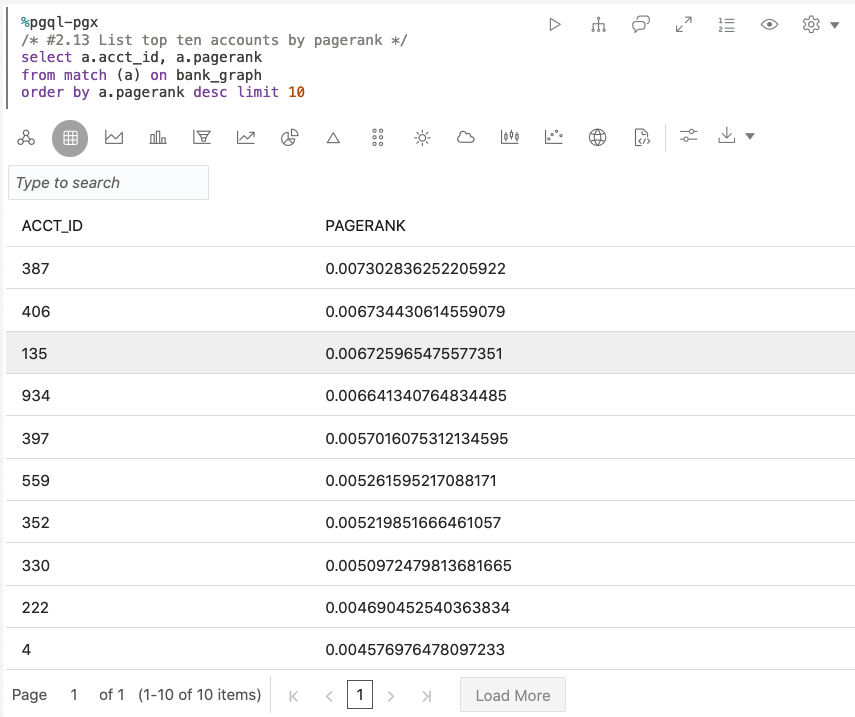 %pgql-pgx
/* #2.13 List top ten accounts by pagerank */
select a.acct_id, a.pagerank
from match (a) on bank_graph
order by a.pagerank desc limit 10
Type to search
ACCT_ID PAGERANK
387 0.007302836252205922
406 0.006734430614559079
135 0.006725965475577351
934 0.006641340764834485
397 0.0057016075312134595
559 0.005261595217088171
352 0.005219851666461057
330 0.0050972479813681665
222 0.004690452540363834
4 0.004576976478097233
Page 1 of 1 (1-10 of 10 items) 1 Load More